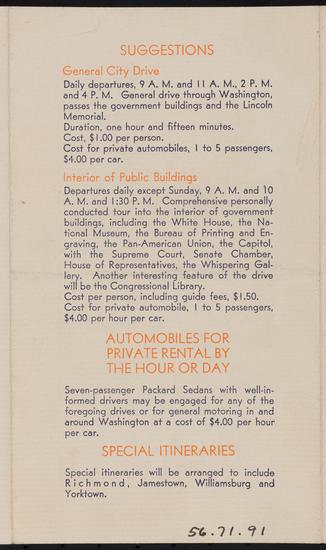 SUGGESTIONS
General City Drive
Daily departures, 9 A. M. and 11 A. M., 2 P. M.
and 4 P. M. General drive through Washington,
passes the government buildings and the Lincoln
Memorial.
Duration, one hour and fifteen minutes.
Cost, $1.00 per person.
Cost for private automobiles, 1 to 5 passengers,
$4.00 per car.
Interior of Public Buildings
Departures daily except Sunday, 9 A. M. and 10
A. M. and 1:30 P. M. Comprehensive personally
conducted tour into the interior of government
buildings, including the White House, the Na-
tional Museum, the Bureau of Printing and En-
graving, the Pan-American Union, the Capitol,
with the Supreme Court, Senate Chamber,
House of Representatives, the Whispering Gal-
lery. Another interesting feature of the drive
will be the Congressional Library.
Cost per person, including guide fees, $1.50.
Cost for private automobile, 1 to 5 passengers,
$4.00 per hour per car.
AUTOMOBILES FOR
PRIVATE RENTAL BY
THE HOUR OR DAY
Seven-passenger Packard Sedans with well-in-
formed drivers may be engaged for any of the
foregoing drives or for general motoring in and
around Washington at a cost of $4.00 per hour
per car.
SPECIAL ITINERARIES
Special itineraries will be arranged to include
Richmond, Jamestown, Williamsburg and
Yorktown.
56.71.91